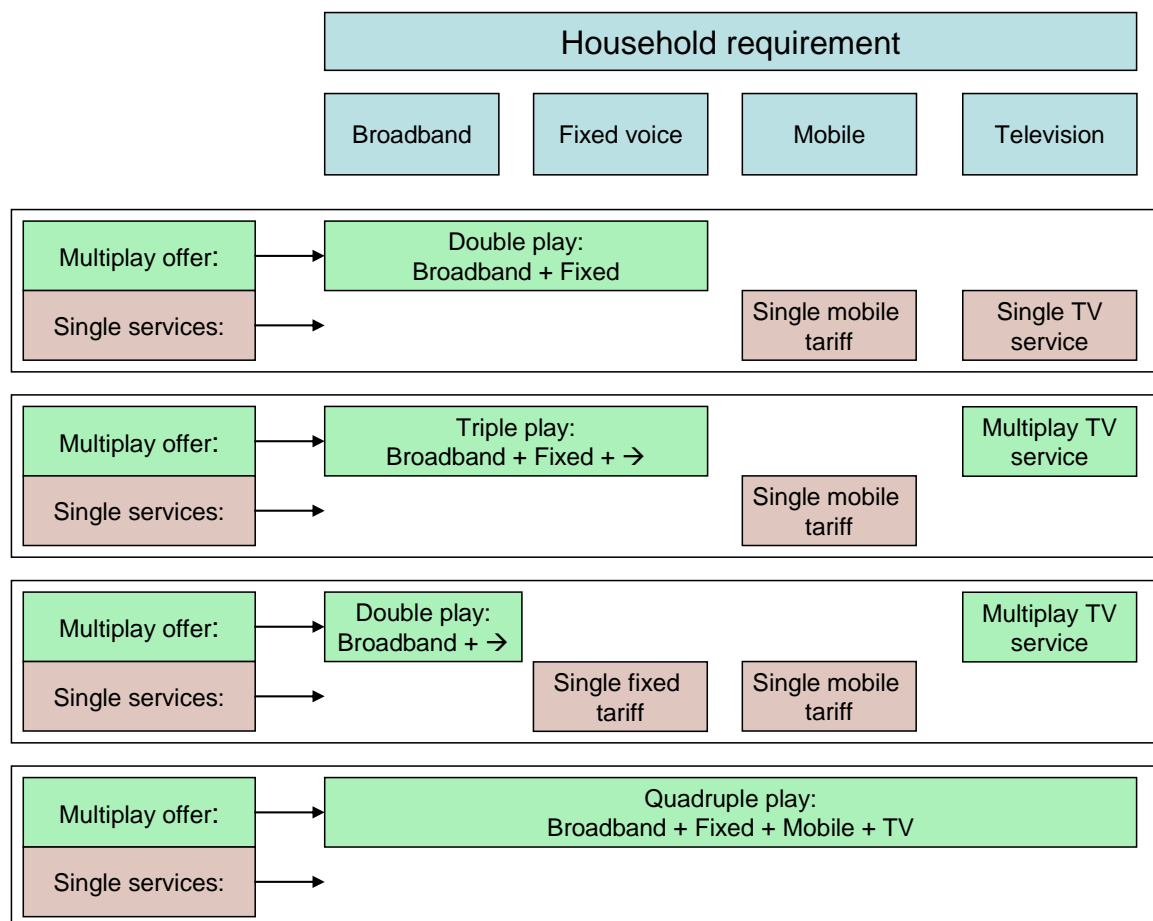 Household requirement
Broadband
Fixed voice
Mobile
Television
Multiplay offer:
Double play:
Broadband + Fixed
Single services:
Single mobile
tariff
Single TV
service
Multiplay offer:
Triple play:
Broadband + Fixed + →
Multiplay TV
service
Single services:
Single mobile
tariff
Multiplay offer:
Double play:
Broadband + →
Multiplay TV
service
Single services:
Single fixed
tariff
Single mobile
tariff
Multiplay offer:
Quadruple play:
Broadband + Fixed + Mobile + TV
Single services: